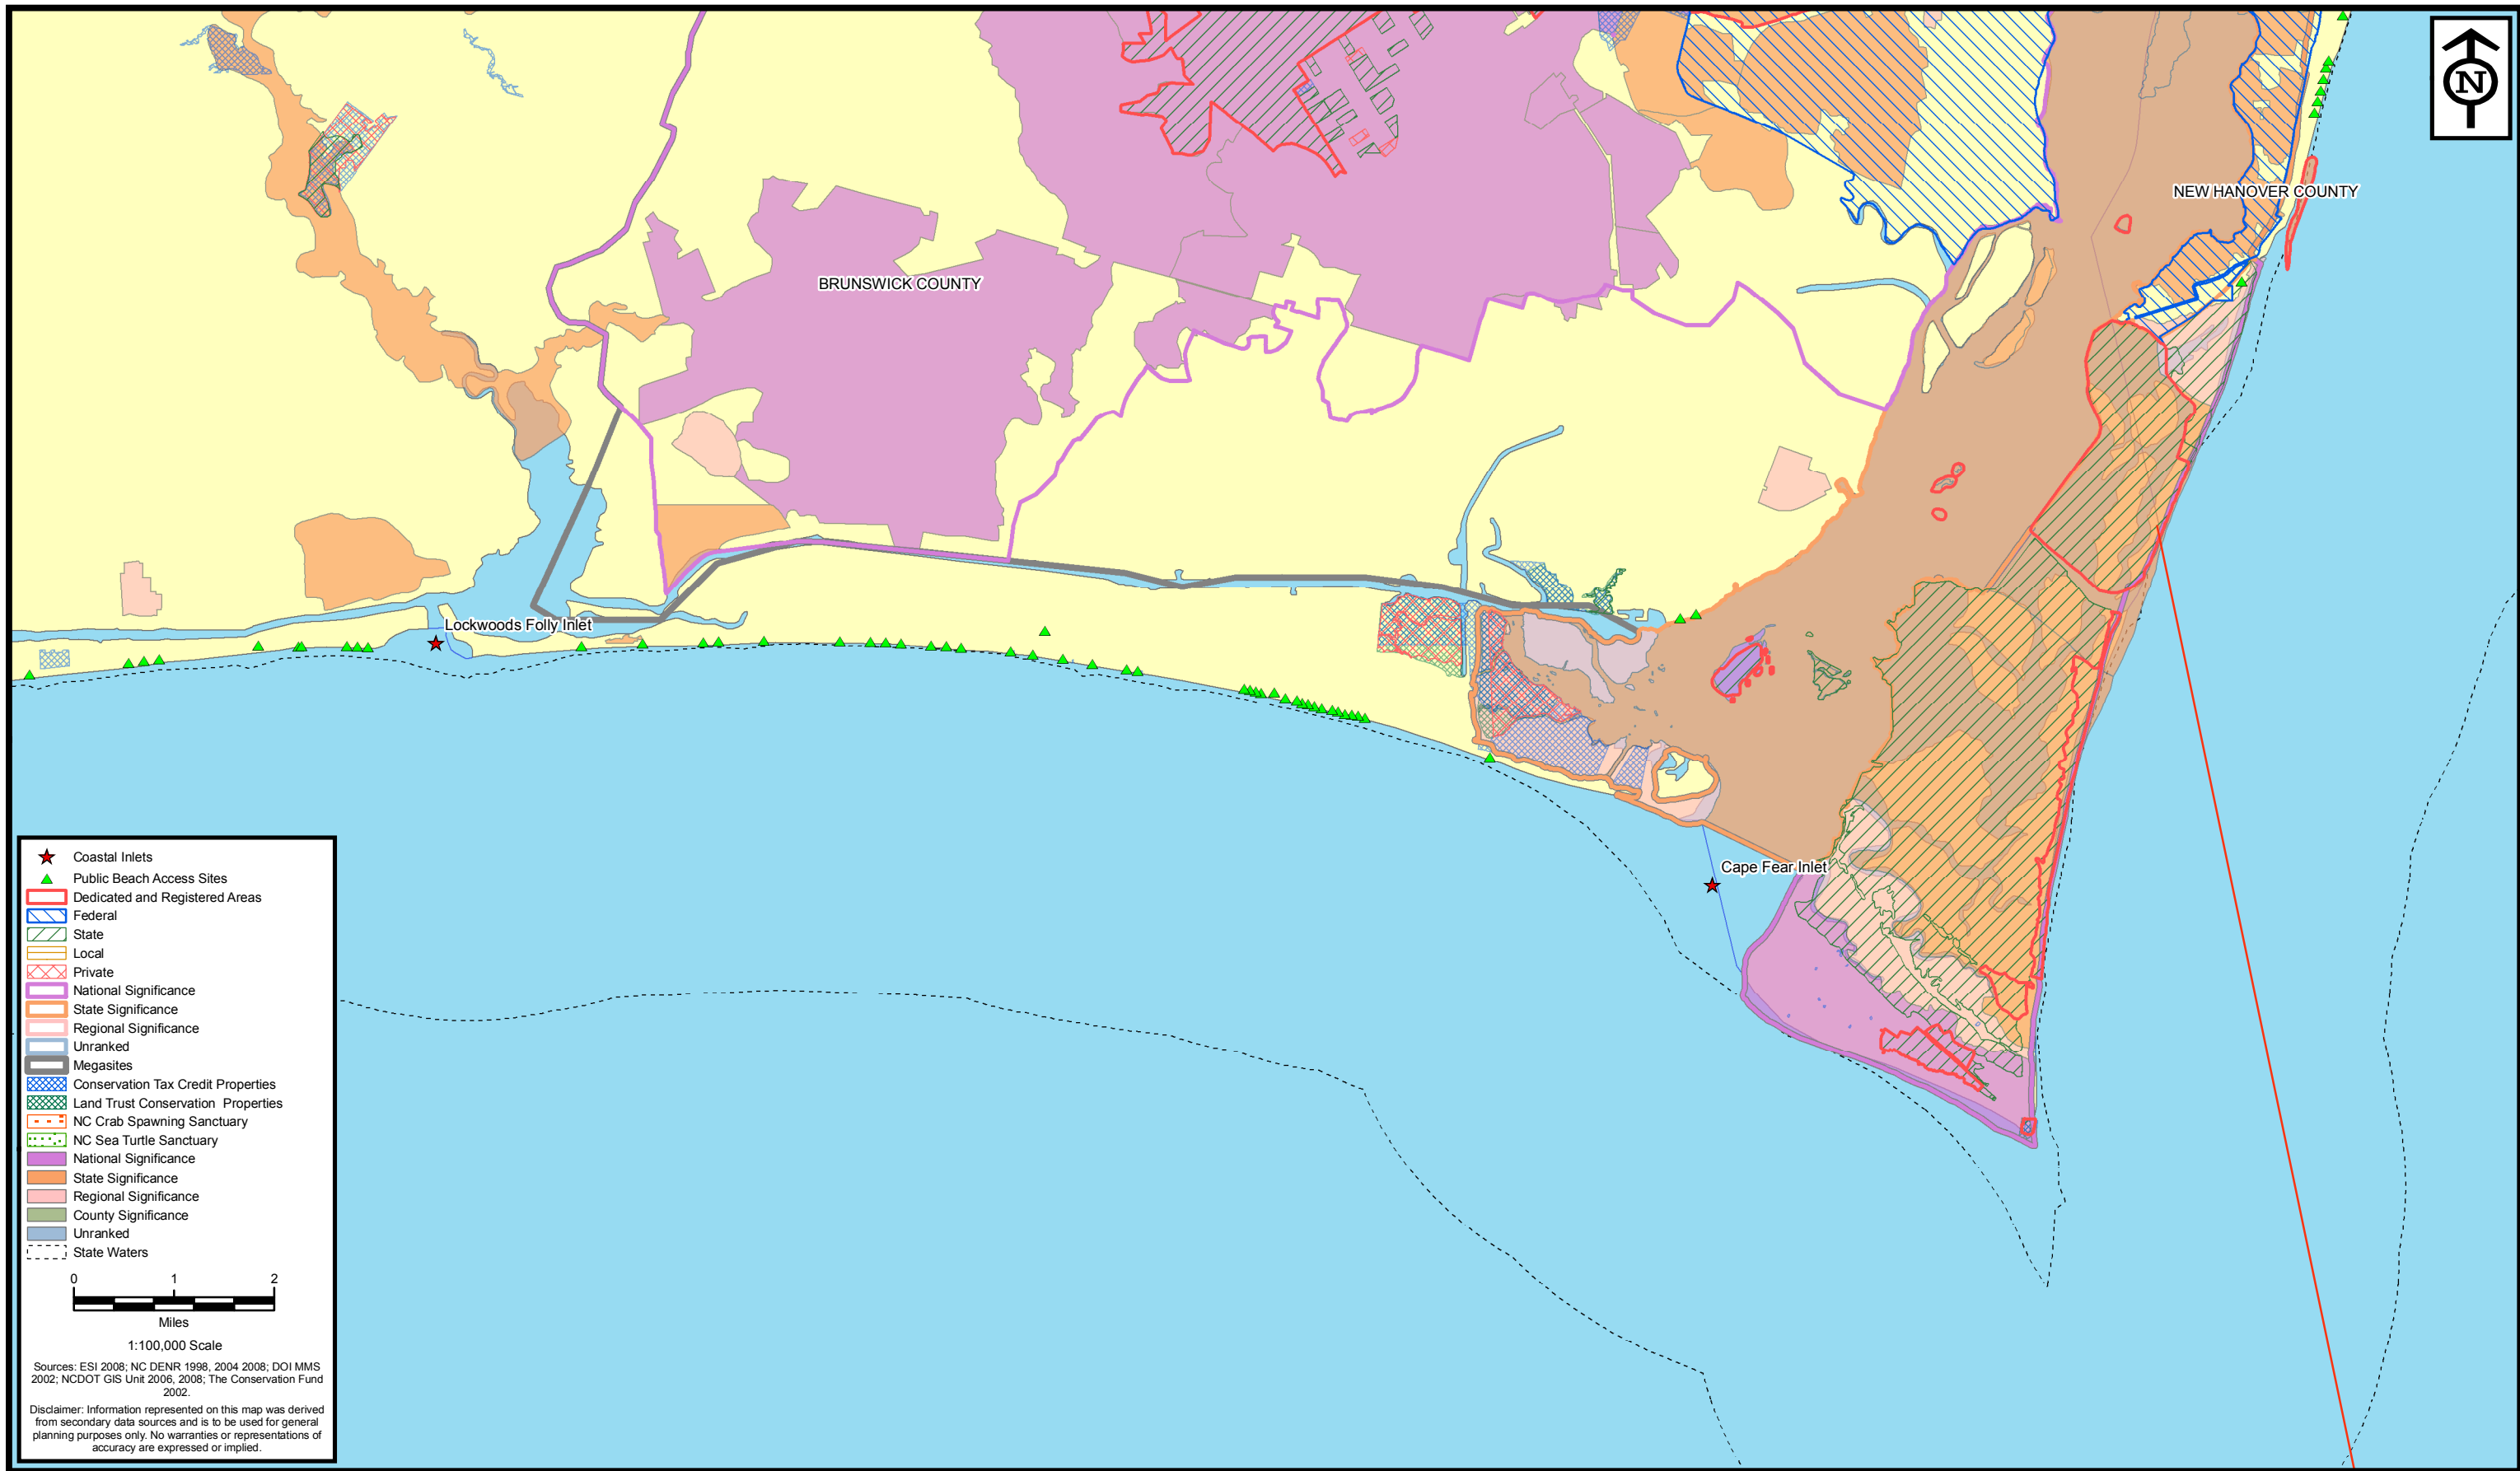 N
NEW HANOVER COUNTY
BRUNSWICK COUNTY
Lockwoods Folly Inlet
Cape Fear Inlet
Coastal Inlets
Public Beach Access Sites
Dedicated and Registered Areas
Federal
State
Local
Private
National Significance
State Significance
Regional Significance
Unranked
Megasites
Conservation Tax Credit Properties
Land Trust Conservation Properties
NC Crab Spawning Sanctuary
NC Sea Turtle Sanctuary
National Significance
State Significance
Regional Significance
County Significance
Unranked
State Waters
0 1 2
Miles
1:100,000 Scale
Sources: ESI 2008; NC DENR 1998, 2004 2008; DOI MMS
2002; NCDOT GIS Unit 2006, 2008; The Conservation Fund
2002.
Disclaimer: Information represented on this map was derived
from secondary data sources and is to be used for general
planning purposes only. No warranties or representations of
accuracy are expressed or implied.